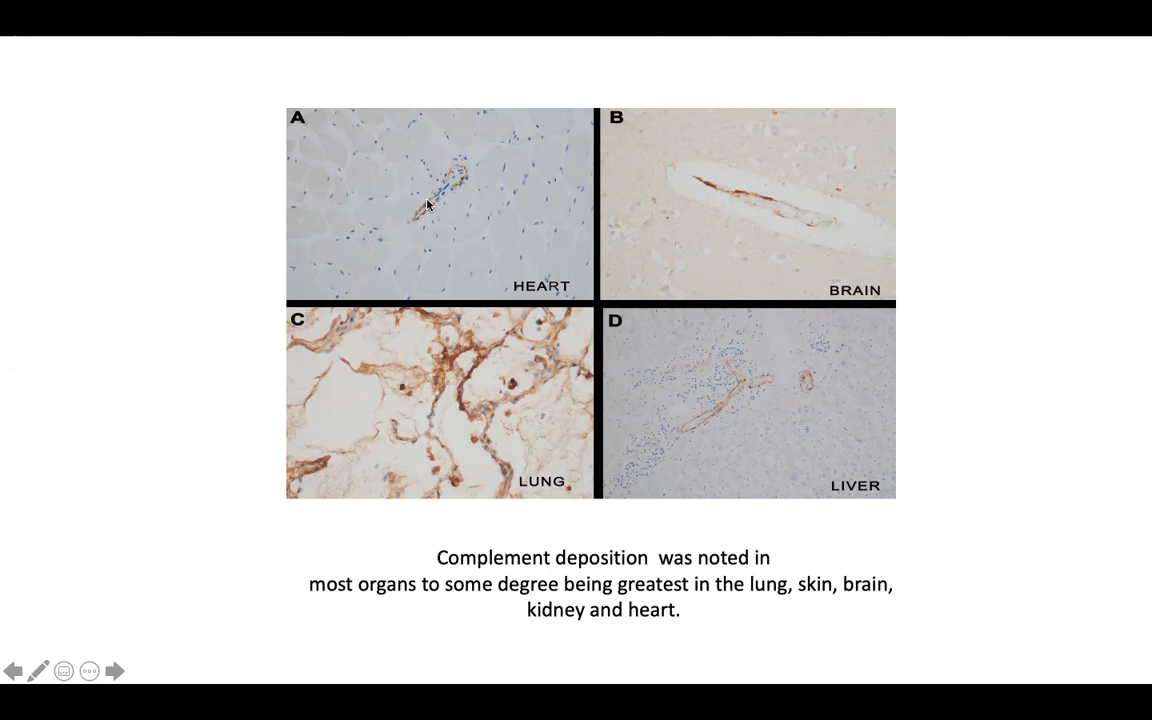 A
B
HEART
BRAIN
C
D
LUNG
LIVER
Complement deposition was noted in
most organs to some degree being greatest in the lung, skin, brain,
kidney and heart.